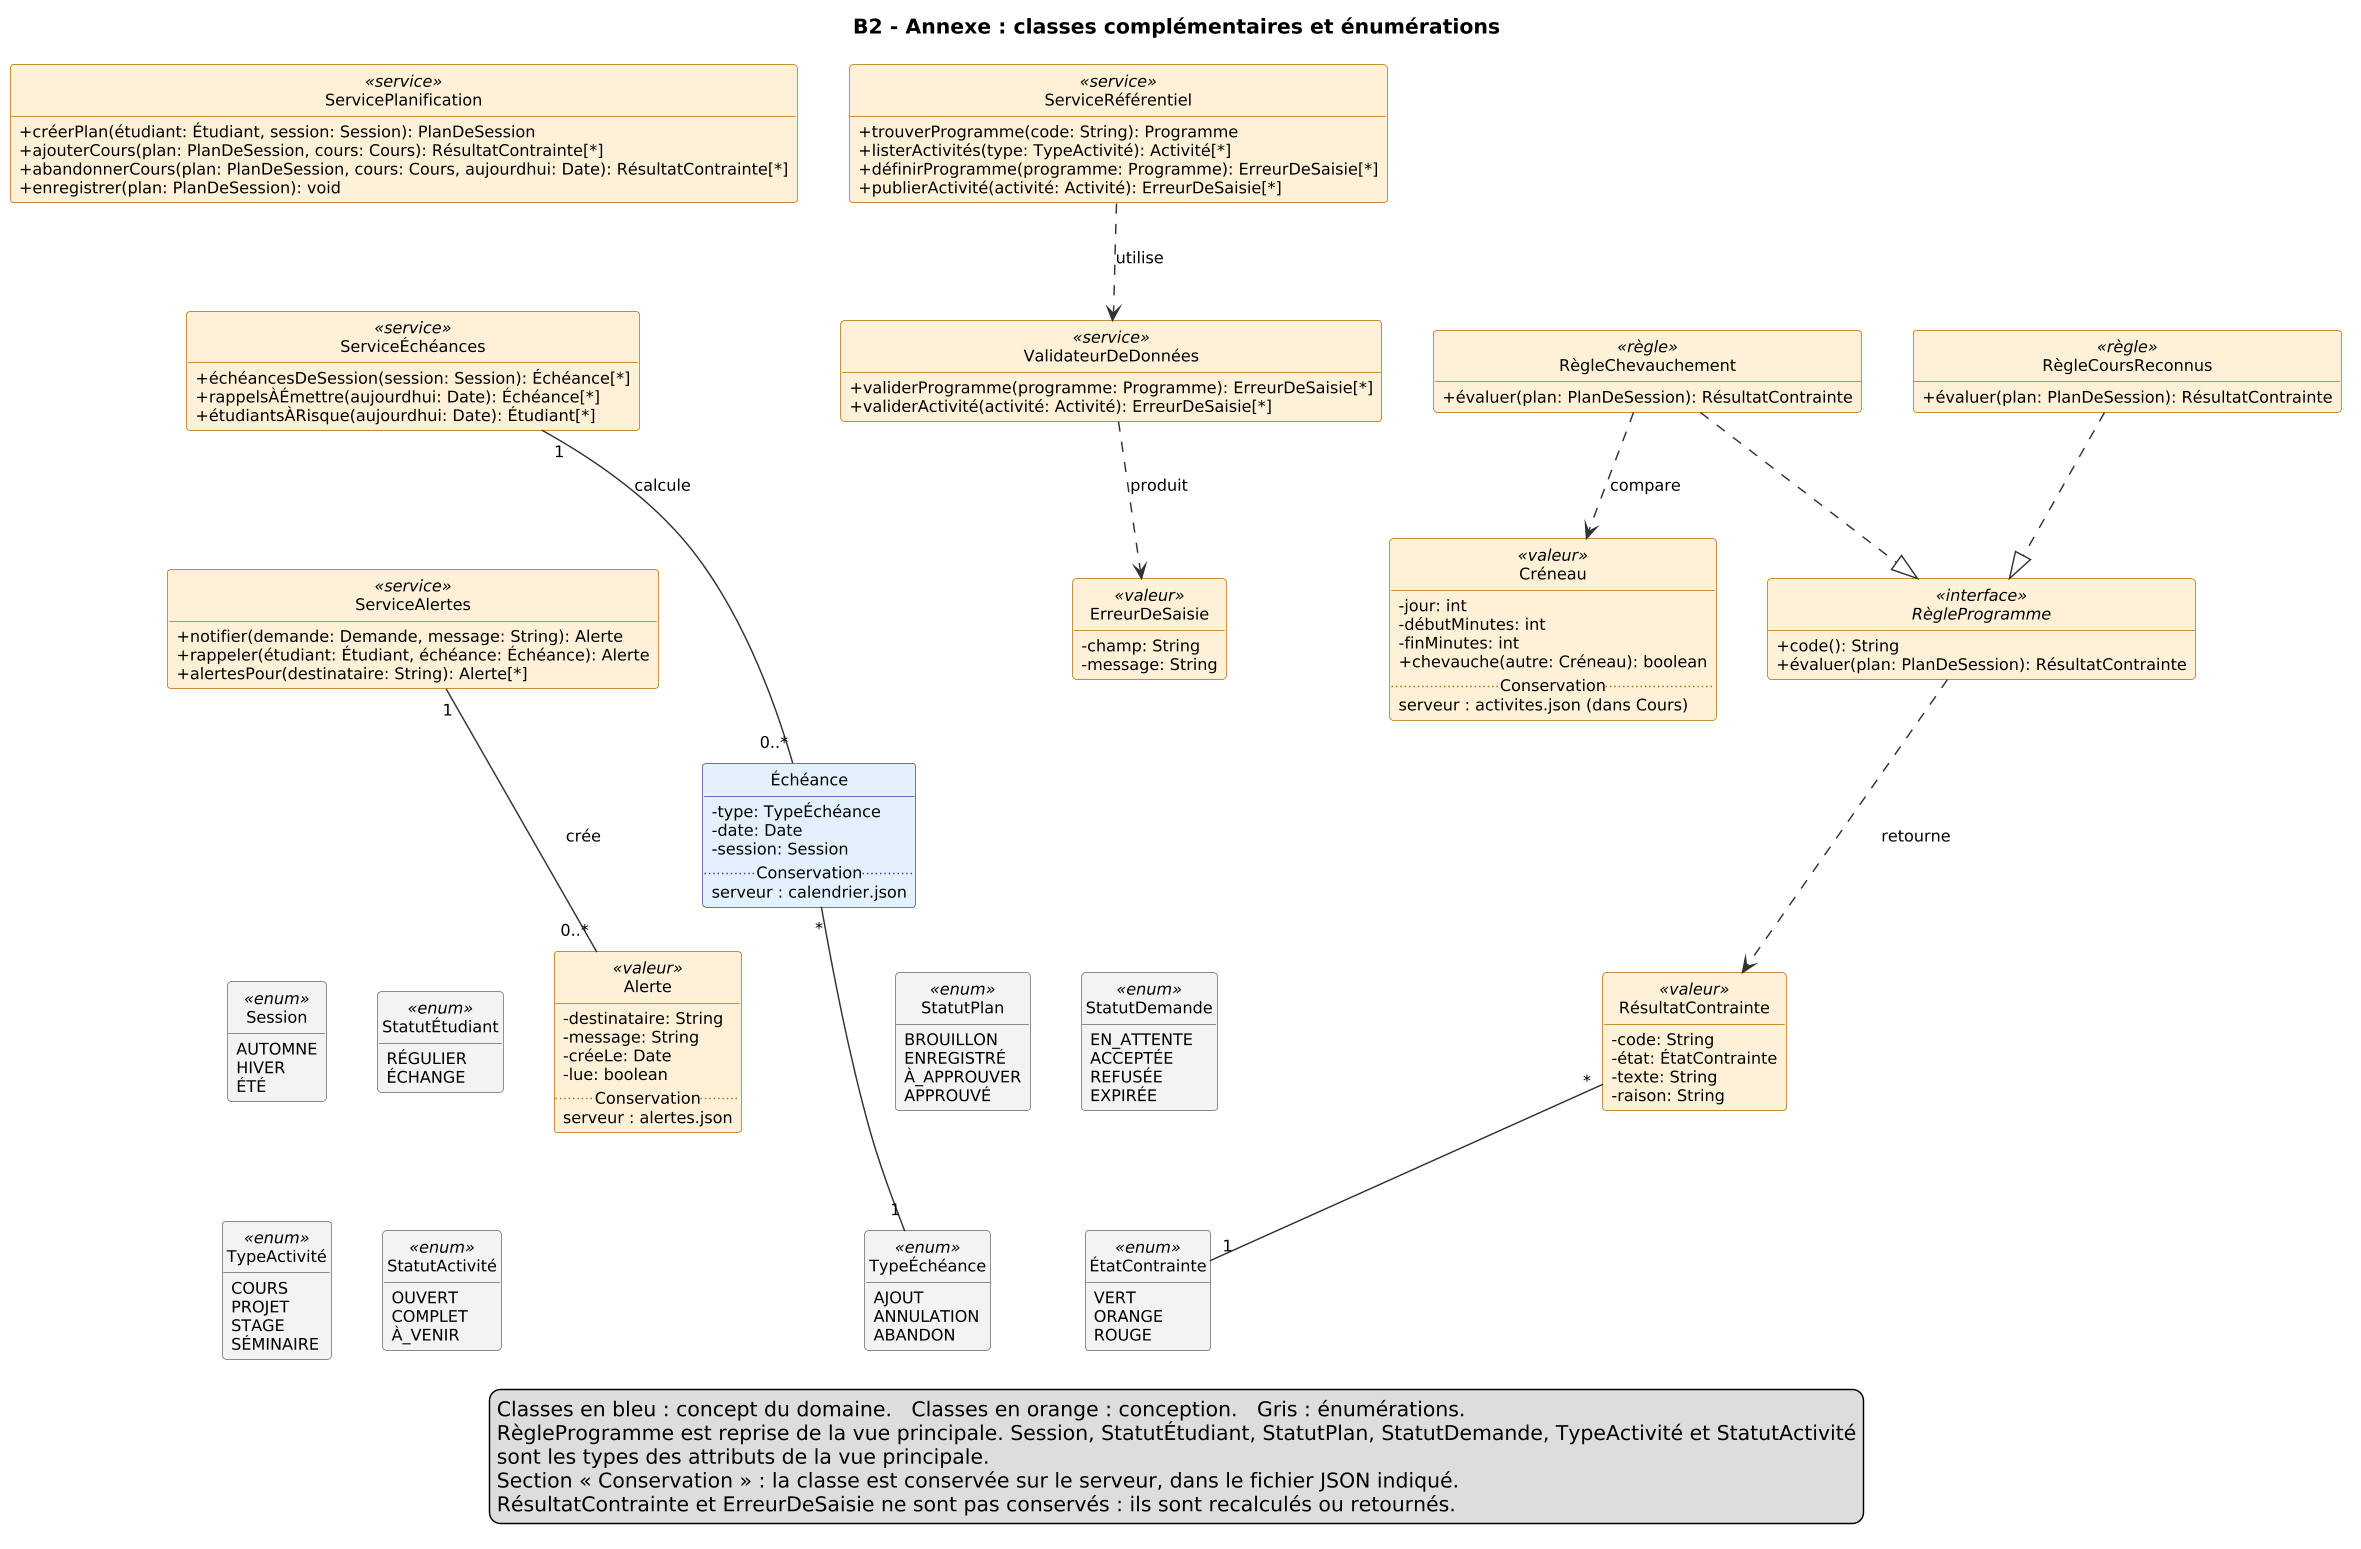 B2 - Annexe : classes complémentaires et énumérations
«service»
ServicePlanification
+créerPlan(étudiant: Étudiant, session: Session): PlanDeSession
+ajouterCours(plan: PlanDeSession, cours: Cours): RésultatContrainte[*]
+abandonnerCours(plan: PlanDeSession, cours: Cours, aujourdhui: Date): RésultatContrainte[*]
+enregistrer(plan: PlanDeSession): void
«service»
ServiceRéférentiel
+trouverProgramme(code: String): Programme
+listerActivités(type: TypeActivité): Activité[*]
+définirProgramme(programme: Programme): ErreurDeSaisie[*]
+publierActivité(activité: Activité): ErreurDeSaisie[*]
utilise
«service»
ServiceÉchéances
+échéancesDeSession(session: Session): Échéance[*]
+rappelsÀÉmettre(aujourdhui: Date): Échéance[*]
+étudiantsÀRisque(aujourdhui: Date): Étudiant[*]
«service»
ValidateurDeDonnées
+validerProgramme(programme: Programme): ErreurDeSaisie[*]
+validerActivité(activité: Activité): ErreurDeSaisie[*]
«règle»
RègleChevauchement
+évaluer(plan: PlanDeSession): RésultatContrainte
«règle»
RègleCoursReconnus
+évaluer(plan: PlanDeSession): RésultatContrainte
1
calcule
produit
compare
«service»
ServiceAlertes
+notifier(demande: Demande, message: String): Alerte
+rappeler(étudiant: Étudiant, échéance: Échéance): Alerte
+alertesPour(destinataire: String): Alerte[*]
«valeur»
ErreurDeSaisie
-champ: String
-message: String
«valeur»
Créneau
-jour: int
-débutMinutes: int
-finMinutes: int
+chevauche(autre: Créneau): boolean
Conservation
serveur : activites.json (dans Cours)
«interface»
RègleProgramme
+code(): String
+évaluer(plan: PlanDeSession): RésultatContrainte
1
0..*
crée
Échéance
-type: TypeÉchéance
-date: Date
-session: Session
Conservation
serveur : calendrier.json
retourne
0..*
*
«enum»
Session
AUTOMNE
HIVER
ÉTÉ
«enum»
StatutÉtudiant
RÉGULIER
ÉCHANGE
«valeur»
Alerte
-destinataire: String
-message: String
-créeLe: Date
-lue: boolean
Conservation
serveur : alertes.json
«enum»
StatutPlan
BROUILLON
ENREGISTRÉ
À_APPROUVER
APPROUVÉ
«enum»
StatutDemande
EN_ATTENTE
ACCEPTÉE
REFUSÉE
EXPIRÉE
«valeur»
RésultatContrainte
-code: String
-état: ÉtatContrainte
-texte: String
-raison: String
*
1
1
«enum»
TypeActivité
COURS
PROJET
STAGE
SÉMINAIRE
«enum»
StatutActivité
OUVERT
COMPLET
À_VENIR
«enum»
TypeÉchéance
AJOUT
ANNULATION
ABANDON
«enum»
ÉtatContrainte
VERT
ORANGE
ROUGE
Classes en bleu : concept du domaine.   Classes en orange : conception.   Gris : énumérations.
RègleProgramme est reprise de la vue principale. Session, StatutÉtudiant, StatutPlan, StatutDemande, TypeActivité et StatutActivité
sont les types des attributs de la vue principale.
Section « Conservation » : la classe est conservée sur le serveur, dans le fichier JSON indiqué.
RésultatContrainte et ErreurDeSaisie ne sont pas conservés : ils sont recalculés ou retournés.